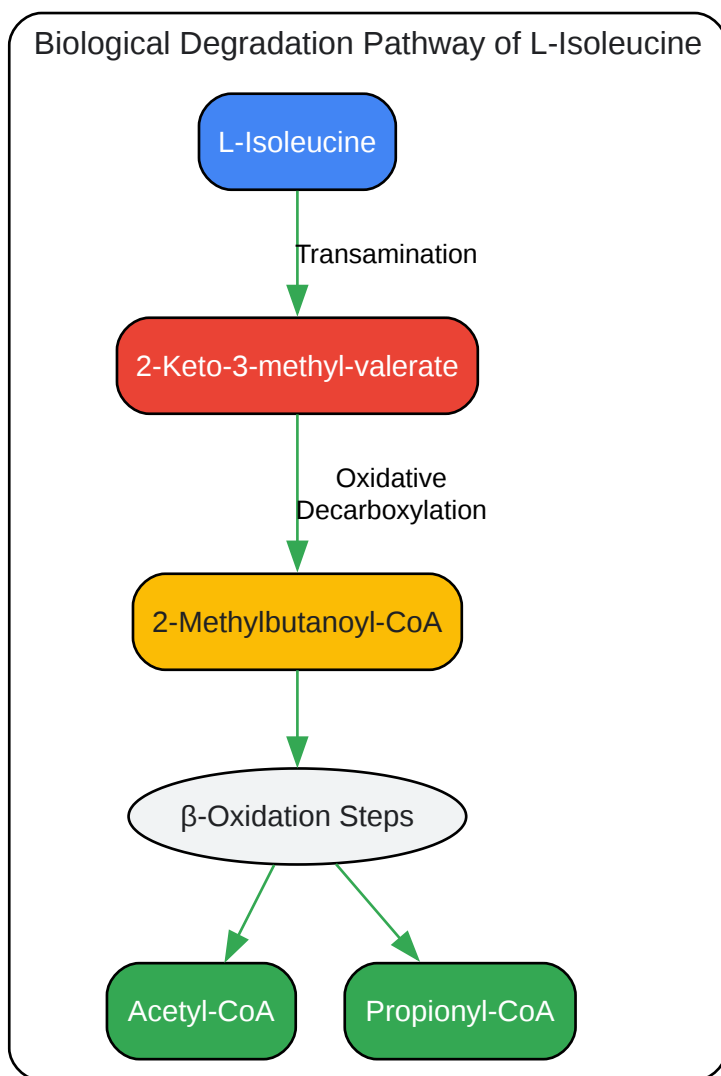 Biological Degradation Pathway of L-Isoleucine
L-Isoleucine
Transamination
2-Keto-3-methyl-valerate
Oxidative
Decarboxylation
2-Methylbutanoyl-CoA
β-Oxidation Steps
Acetyl-CoA
Propionyl-CoA